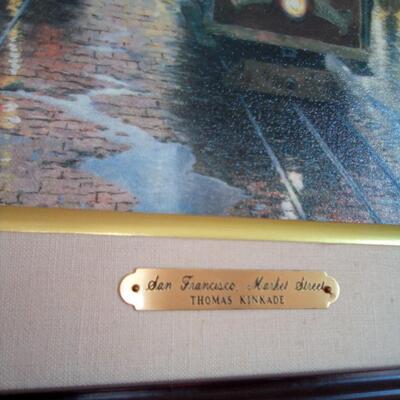 San Francisco, Market Street
THOMAS KINKADE